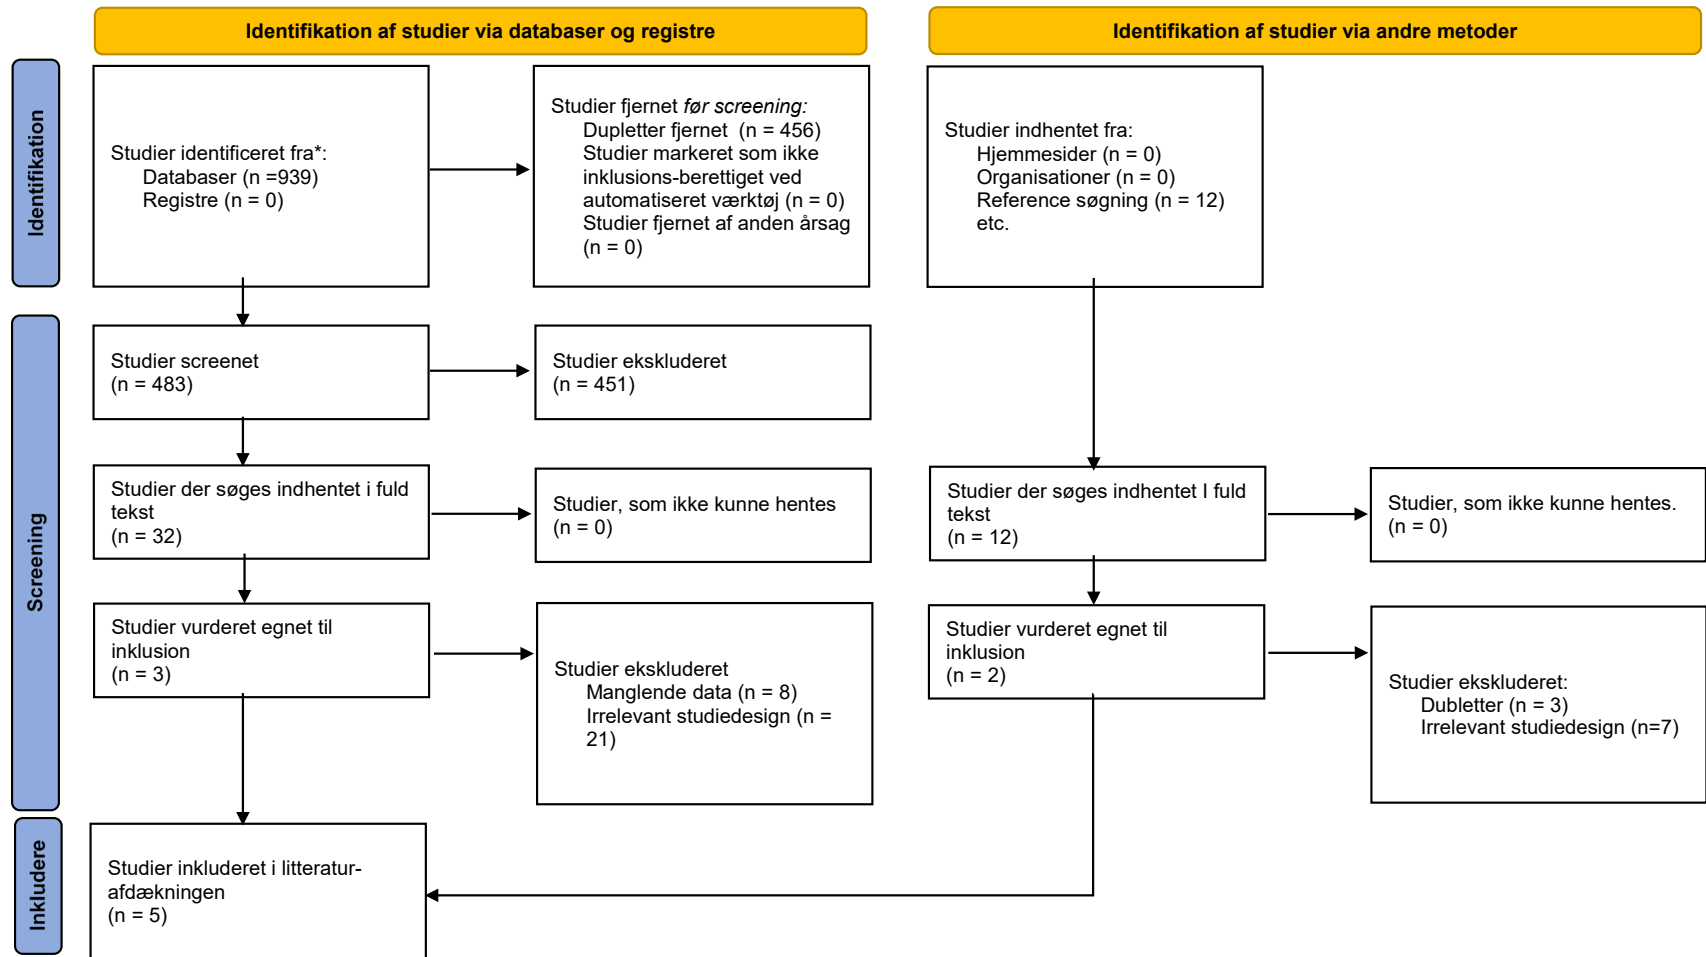 Identifikation af studier via databaser og registre
Identifikation af studier via andre metoder
Identifikation
Studier identificeret fra*:
Databaser (n =939)
Registre (n = 0)
Studier fjernet før screening:
Dupletter fjernet  (n = 456)
Studier markeret som ikke
inklusions-berettiget ved
automatiseret værktøj (n = 0)
Studier fjernet af anden årsag
(n = 0)
Studier indhentet fra:
Hjemmesider (n = 0)
Organisationer (n = 0)
Reference søgning (n = 12)
etc.
Screening
Studier screenet
(n = 483)
Studier ekskluderet
(n = 451)
Studier der søges indhentet i fuld
tekst
(n = 32)
Studier, som ikke kunne hentes
(n = 0)
Studier der søges indhentet I fuld
tekst
(n = 12)
Studier, som ikke kunne hentes.
(n = 0)
Studier vurderet egnet til
inklusion
(n = 3)
Studier ekskluderet
Manglende data (n = 8)
Irrelevant studiedesign (n =
21)
Studier vurderet egnet til
inklusion
(n = 2)
Studier ekskluderet:
Dubletter (n = 3)
Irrelevant studiedesign (n=7)
Inkludere
Studier inkluderet i litteratur-
afdækningen
(n = 5)